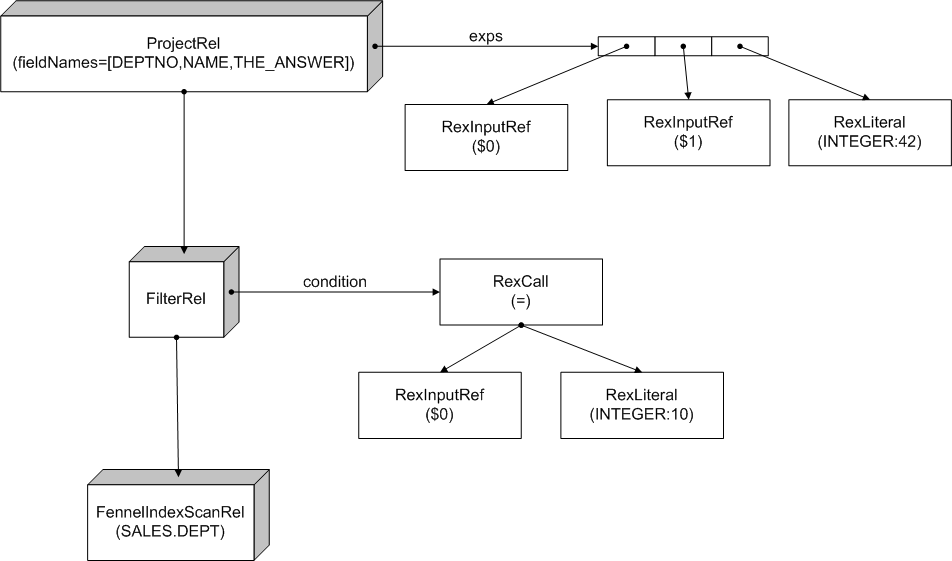 ProjectRel
(fieldNames=[DEPTNO,NAME,THE_ANSWER])
exps
RexInputRef
($0)
RexInputRef
($1)
RexLiteral
(INTEGER:42)
FilterRel
condition
RexCall
(=)
RexInputRef
($0)
RexLiteral
(INTEGER:10)
FennelIndexScanRel
(SALES.DEPT)